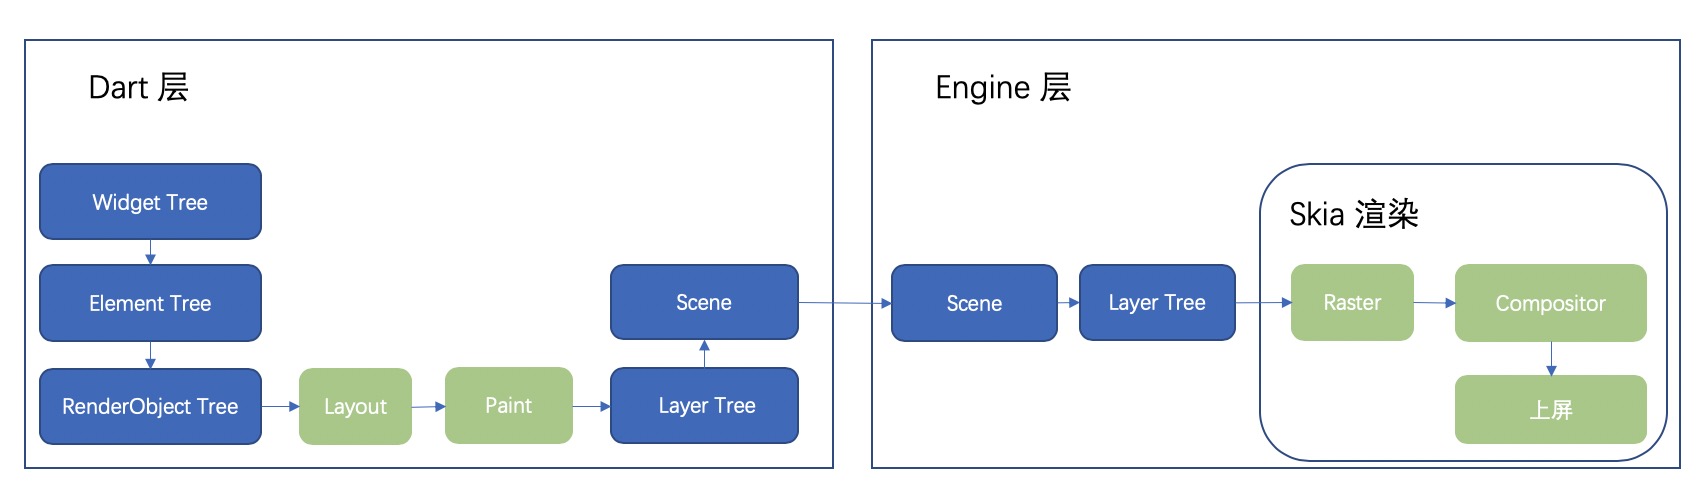 Dart 层
Widget Tree
Element Tree
RenderObject Tree
Layout
Paint
Layer Tree
Scene
Engine 层
Scene
Layer Tree
Skia 渲染
Raster
Compositor
上屏